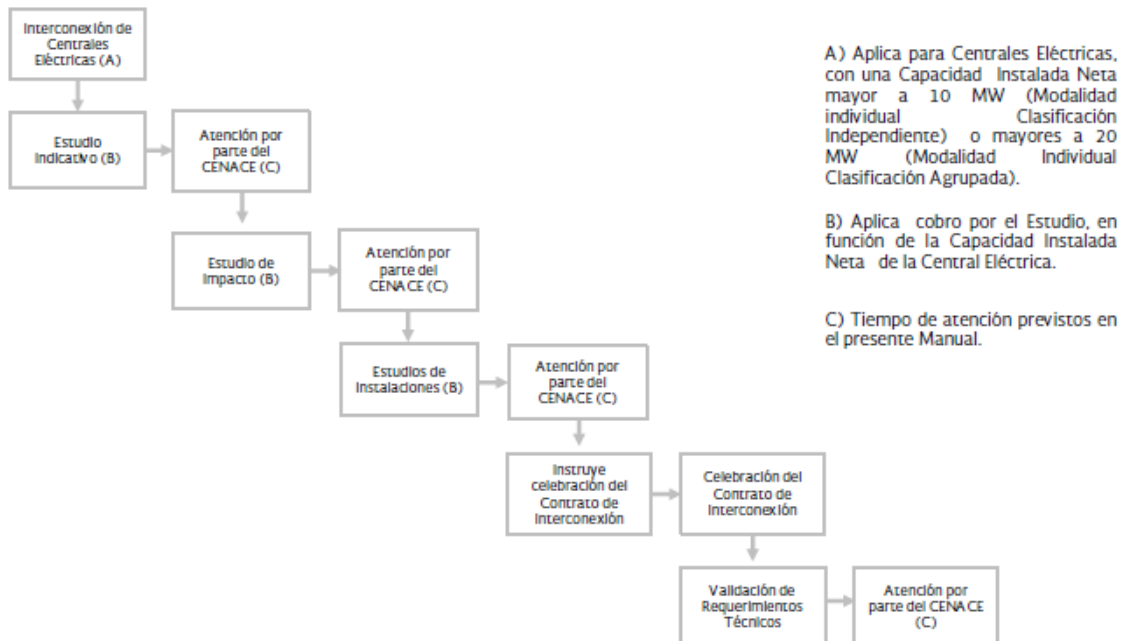 Interconexión de
Centrales
Eléctricas (A)
Estudio
Indicativo (B)
Atención por
parte del
CENACE (C)
Estudio de
Impacto (B)
Atención por
parte del
CENACE (C)
Estudios de
Instalaciones (B)
Atención por
parte del
CENACE (C)
Instruye
celebración del
Contrato de
Interconexión
Celebración del
Contrato de
Interconexión
Validación de
Requerimientos
Técnicos
Atención por
parte del CENACE
(C)
A) Aplica para Centrales Eléctricas,
con una Capacidad Instalada Neta
mayor a 10 MW (Modalidad
individual Clasificación
Independiente) o mayores a 20
MW (Modalidad Individual
Clasificación Agrupada).
B) Aplica cobro por el Estudio, en
función de la Capacidad Instalada
Neta de la Central Eléctrica.
C) Tiempo de atención previstos en
el presente Manual.